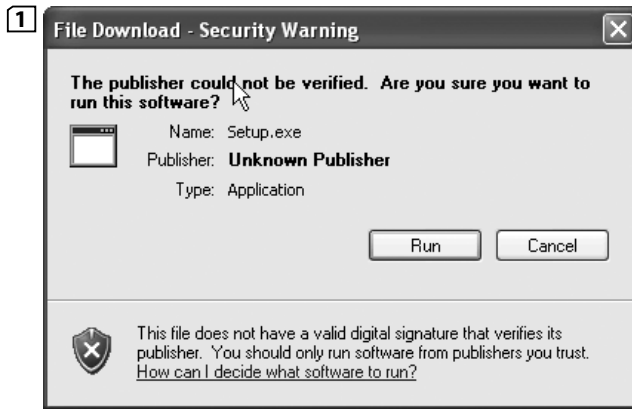 1
File Download - Security Warning
The publisher could not be verified.  Are you sure you want to
run this software?
Name: Setup.exe
Publisher: Unknown Publisher
Type: Application
Run Cancel
This file does not have a valid digital signature that verifies its
publisher.  You should only run software from publishers you trust.
How can I decide what software to run?